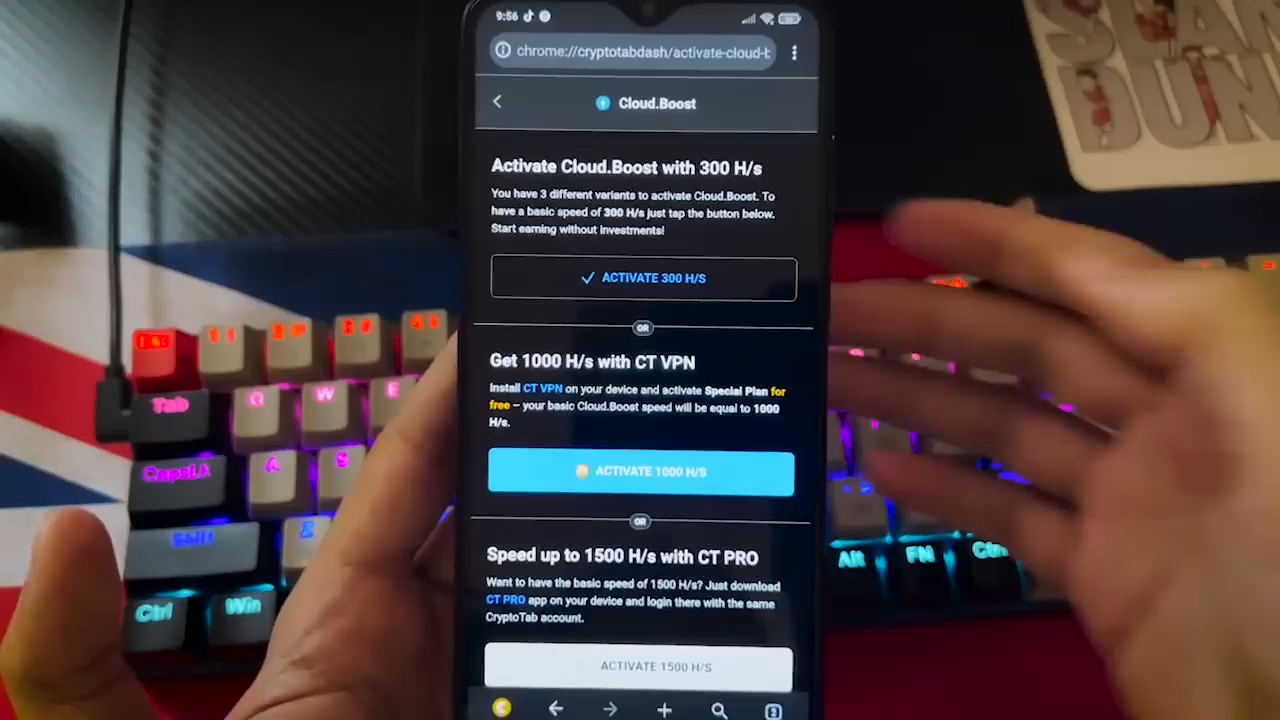 9:56
chrome://cryptotabdash/activate-cloud-b
Cloud.Boost
Activate Cloud.Boost with 300 H/s
You have 3 different variants to activate Cloud.Boost. To
have a basic speed of 300 H/s just tap the button below.
Start earning without investments!
ACTIVATE 300 H/S
OR
Get 1000 H/s with CT VPN
Install CT VPN on your device and activate Special Plan for
free – your basic Cloud.Boost speed will be equal to 1000
H/s.
ACTIVATE 1000 H/S
OR
Speed up to 1500 H/s with CT PRO
Want to have the basic speed of 1500 H/s? Just download
CT PRO app on your device and login there with the same
CryptoTab account.
ACTIVATE 1500 H/S
Esc
Tab
Q
W
E
CapsLk
A
S
Shift
Z
Ctrl
Win
Alt
FN
Ctrl